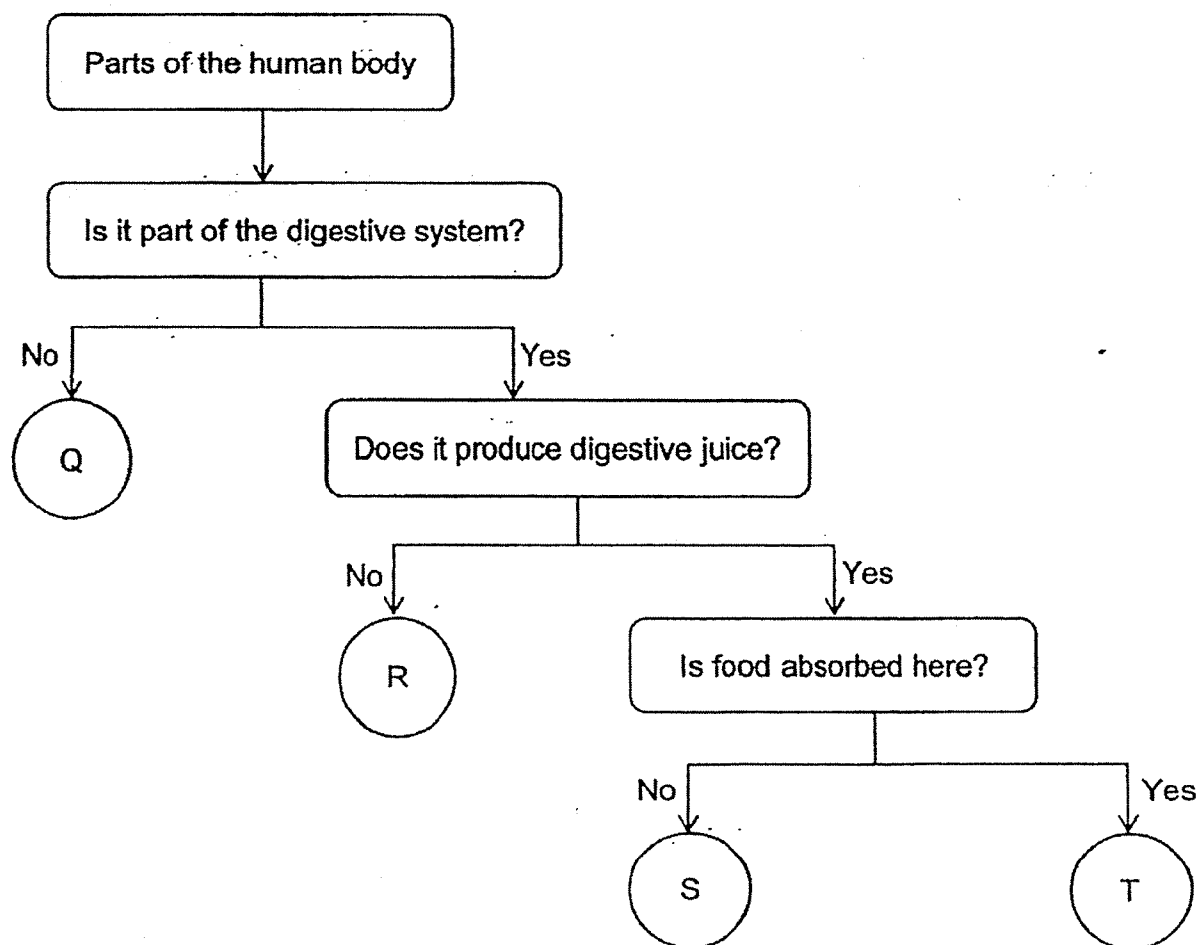 Parts of the human body
Is it part of the digestive system?
No
Yes
Q
Does it produce digestive juice?
No
Yes
R
Is food absorbed here?
No
Yes
S
T